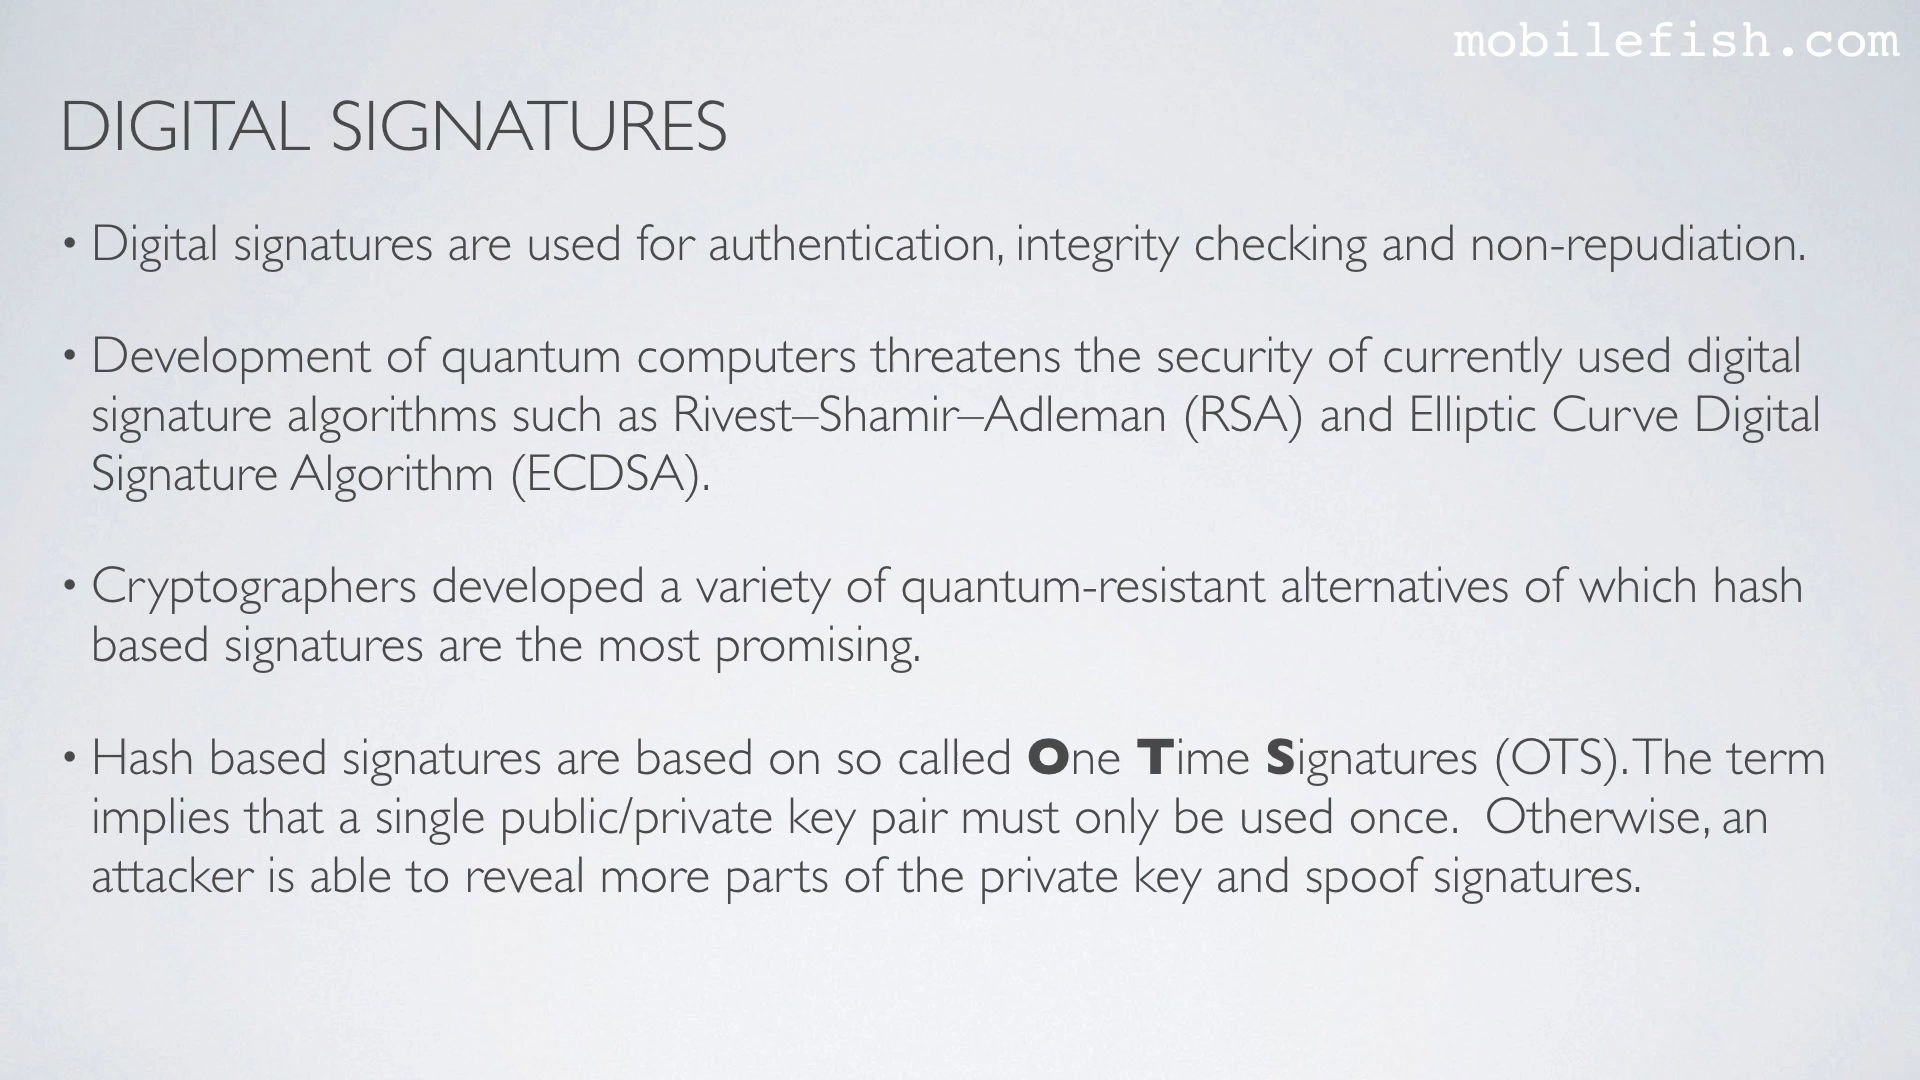 mobilefish.com
DIGITAL SIGNATURES
• Digital signatures are used for authentication, integrity checking and non-repudiation.
• Development of quantum computers threatens the security of currently used digital
signature algorithms such as Rivest–Shamir–Adleman (RSA) and Elliptic Curve Digital
Signature Algorithm (ECDSA).
• Cryptographers developed a variety of quantum-resistant alternatives of which hash
based signatures are the most promising.
• Hash based signatures are based on so called One Time Signatures (OTS). The term
implies that a single public/private key pair must only be used once.  Otherwise, an
attacker is able to reveal more parts of the private key and spoof signatures.